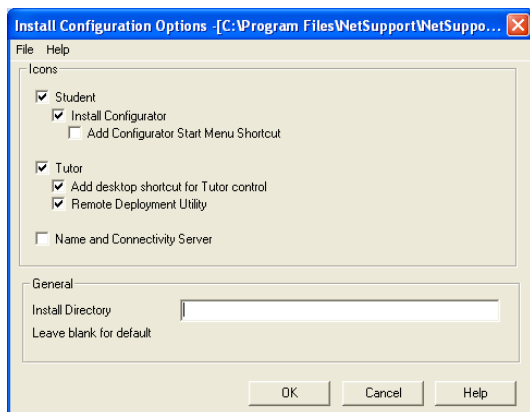 Install Configuration Options -[C:\Program Files\NetSupport\NetSuppo...
File Help
Icons
Student
Install Configurator
Add Configurator Start Menu Shortcut
Tutor
Add desktop shortcut for Tutor control
Remote Deployment Utility
Name and Connectivity Server
General
Install Directory
Leave blank for default
OK Cancel Help